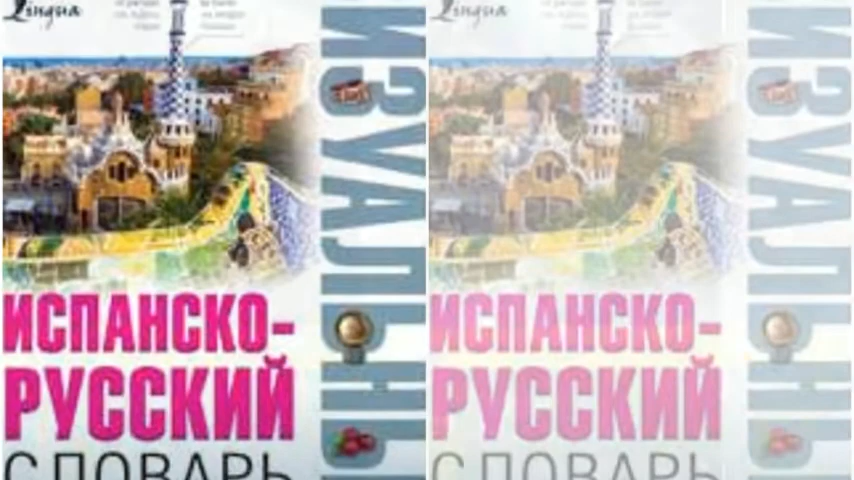 Lingua
ИЗУАЛЬНЫ
ИСПАНСКО-
РУССКИЙ
СЛОВАРЬ
Lingua
ИЗУАЛЬНЫ
ИСПАНСКО-
РУССКИЙ
СЛОВАРЬ